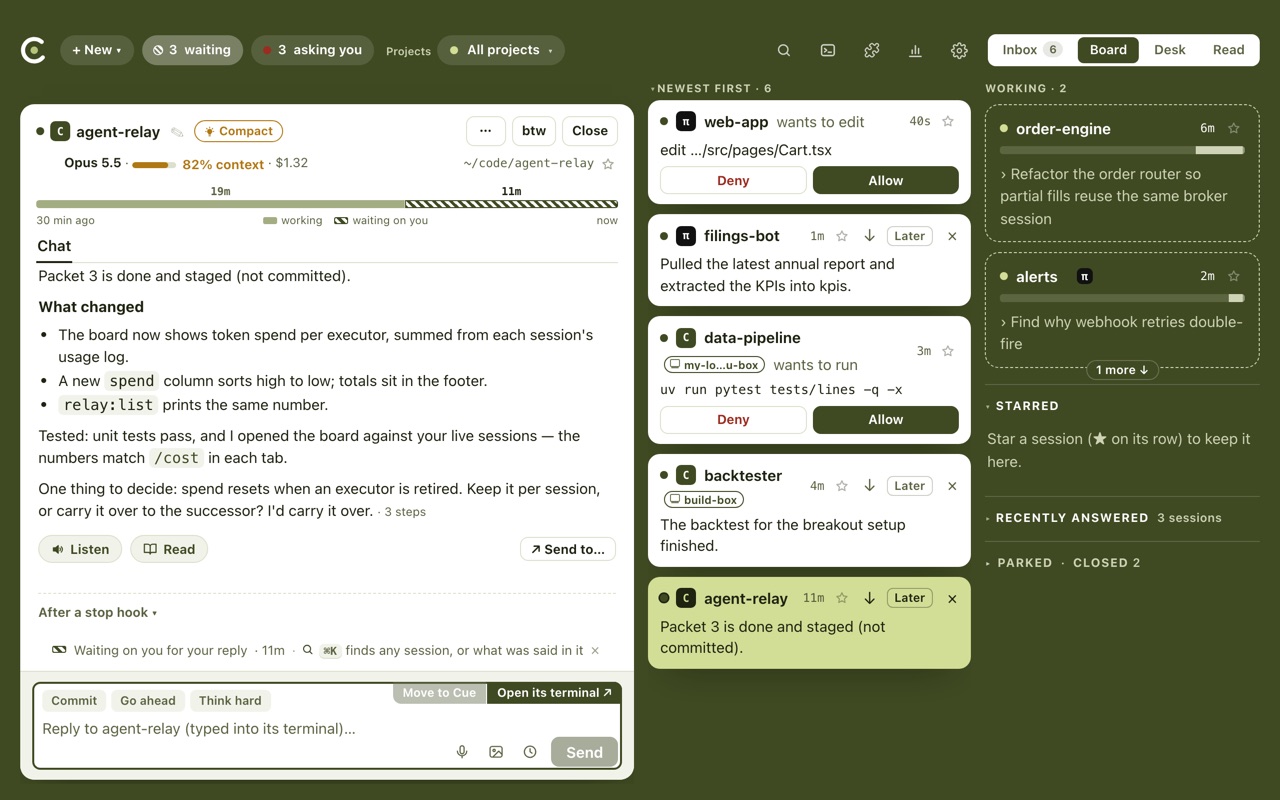 + New ▾
3 waiting
3 asking you
Projects
All projects ▾
Inbox 6
Board
Desk
Read
C agent-relay
Compact
···
btw
Close
Opus 5.5 · 82% context · $1.32
~/code/agent-relay
19m
11m
30 min ago
working
waiting on you
now
Chat
Packet 3 is done and staged (not committed).
What changed
• The board now shows token spend per executor, summed from each session's
usage log.
• A new spend column sorts high to low; totals sit in the footer.
• relay:list prints the same number.
Tested: unit tests pass, and I opened the board against your live sessions — the
numbers match /cost in each tab.
One thing to decide: spend resets when an executor is retired. Keep it per session,
or carry it over to the successor? I'd carry it over. · 3 steps
Listen
Read
↗ Send to...
After a stop hook ▾
Waiting on you for your reply · 11m · ⌘K finds any session, or what was said in it ×
Commit
Go ahead
Think hard
Move to Cue
Open its terminal ↗
Reply to agent-relay (typed into its terminal)...
Send
▾ NEWEST FIRST · 6
π web-app wants to edit 40s
edit .../src/pages/Cart.tsx
Deny
Allow
π filings-bot 1m ↓ Later ×
Pulled the latest annual report and
extracted the KPIs into kpis.
C data-pipeline
my-lo...u-box wants to run 3m
uv run pytest tests/lines -q -x
Deny
Allow
C backtester 4m ↓ Later ×
build-box
The backtest for the breakout setup
finished.
C agent-relay 11m ↓ Later ×
Packet 3 is done and staged (not
committed).
WORKING · 2
order-engine 6m
› Refactor the order router so
partial fills reuse the same broker
session
alerts π 2m
› Find why webhook retries double-
fire
1 more ↓
▾ STARRED
Star a session (★ on its row) to keep it
here.
▸ RECENTLY ANSWERED 3 sessions
▸ PARKED · CLOSED 2